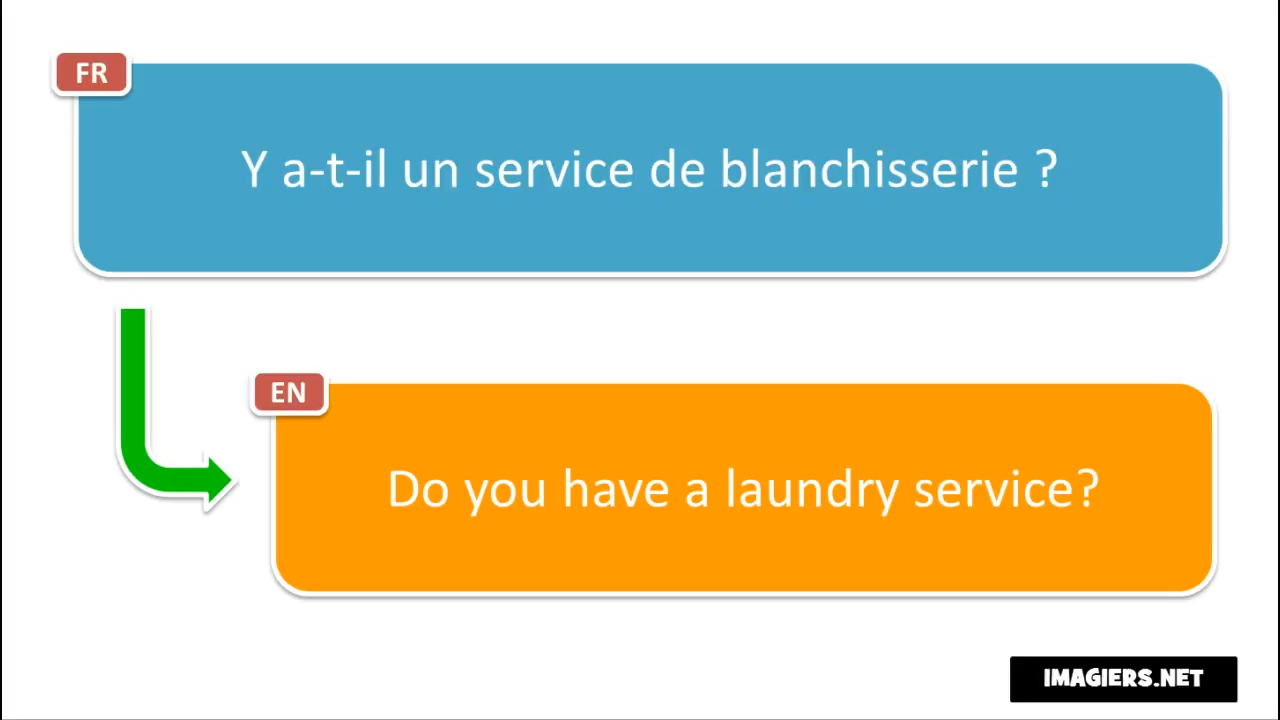 FR
Y a-t-il un service de blanchisserie ?
EN
Do you have a laundry service?
IMAGIERS.NET